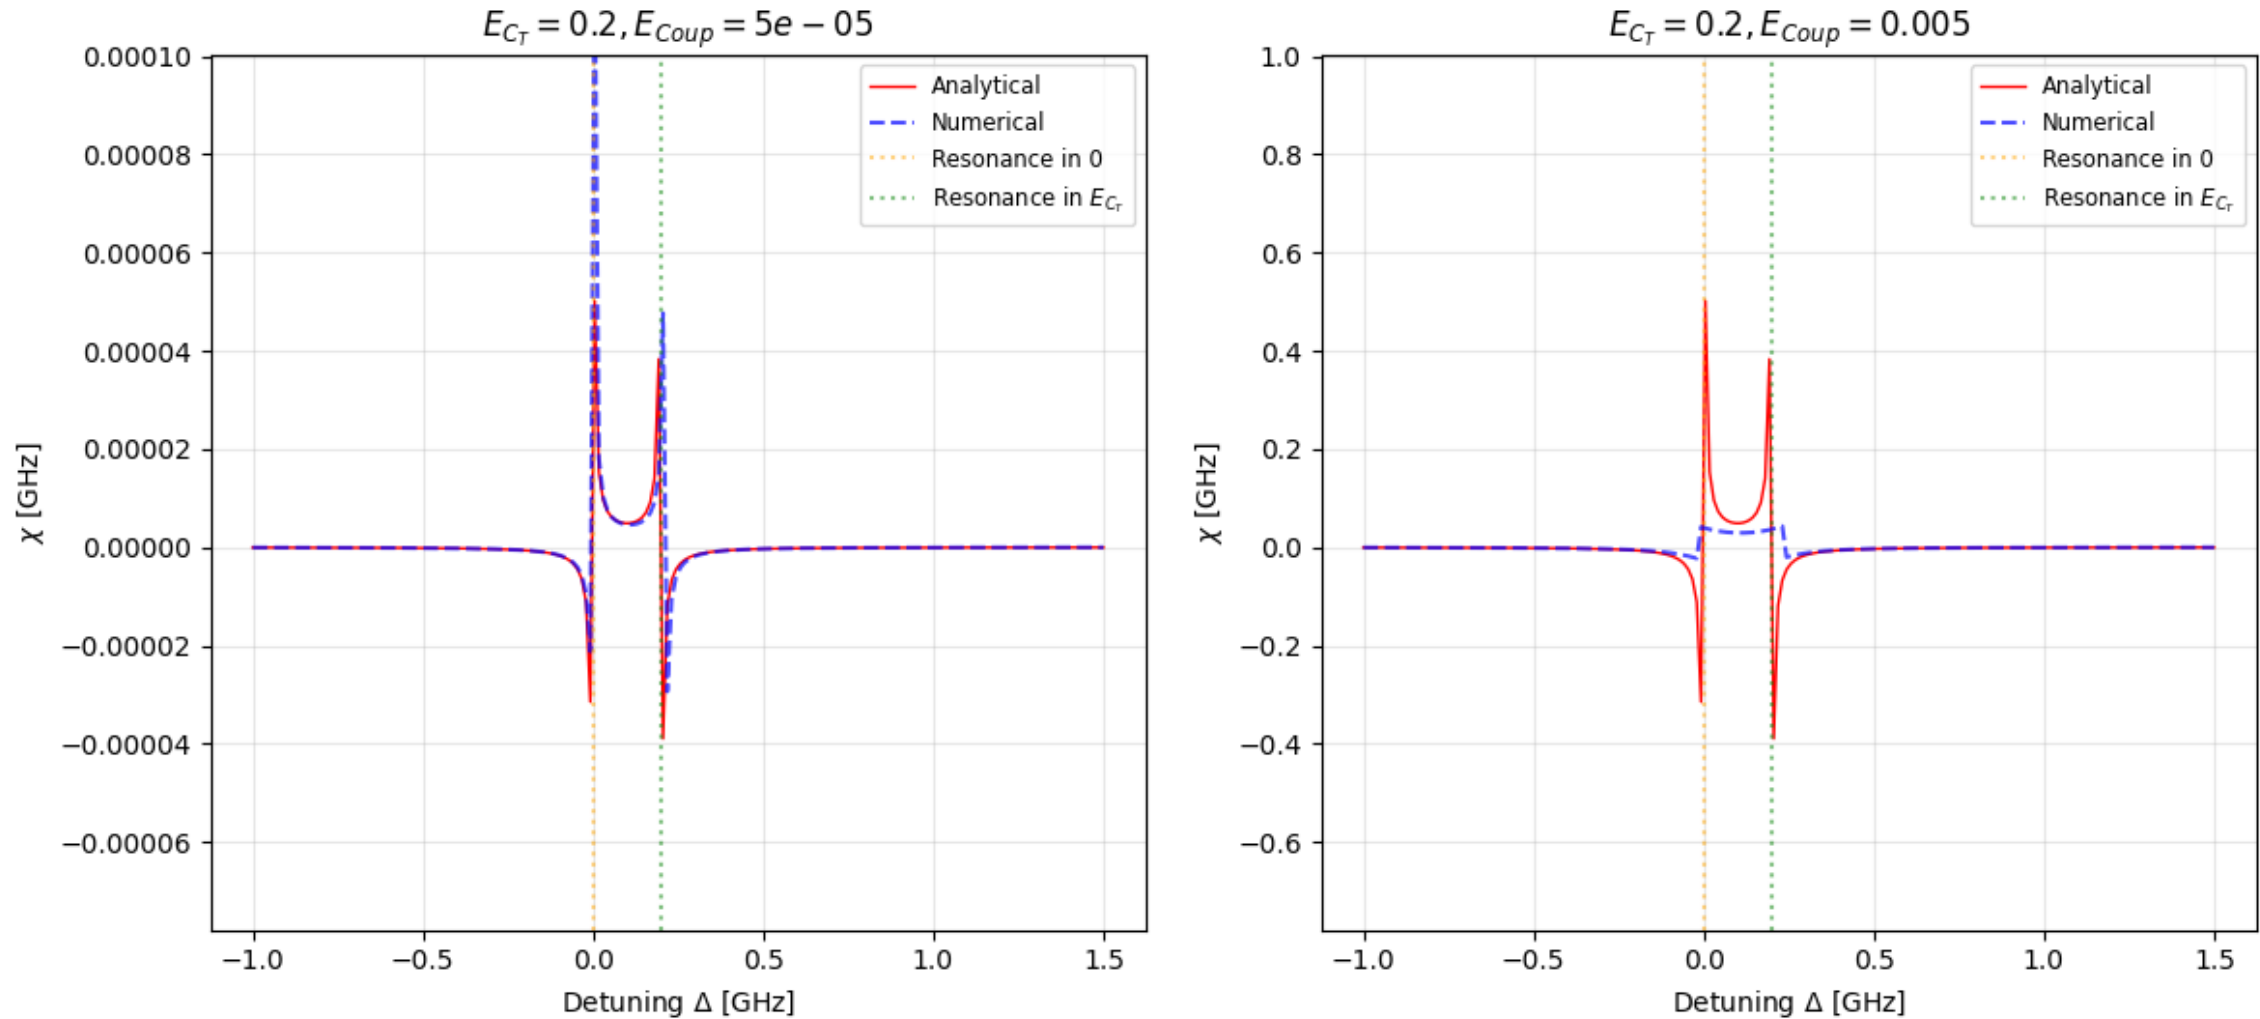 E_{C_T} = 0.2, E_{Coup} = 5e − 05
0.00010
0.00008
0.00006
0.00004
0.00002
0.00000
−0.00002
−0.00004
−0.00006
χ [GHz]
−1.0 −0.5 0.0 0.5 1.0 1.5
Detuning Δ [GHz]
Analytical
Numerical
Resonance in 0
Resonance in E_{C_T}
E_{C_T} = 0.2, E_{Coup} = 0.005
1.0
0.8
0.6
0.4
0.2
0.0
−0.2
−0.4
−0.6
χ [GHz]
−1.0 −0.5 0.0 0.5 1.0 1.5
Detuning Δ [GHz]
Analytical
Numerical
Resonance in 0
Resonance in E_{C_T}